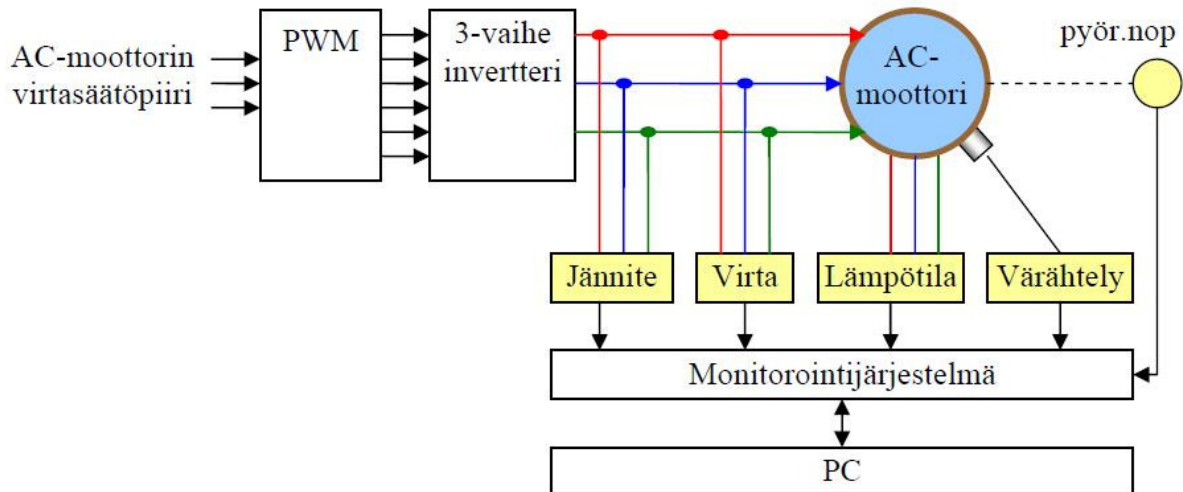 AC-moottorin
virtasäätöpiiri
PWM
3-vaihe
invertteri
AC-
moottori
pyör.nop
Jännite
Virta
Lämpötila
Värähtely
Monitorointijärjestelmä
PC